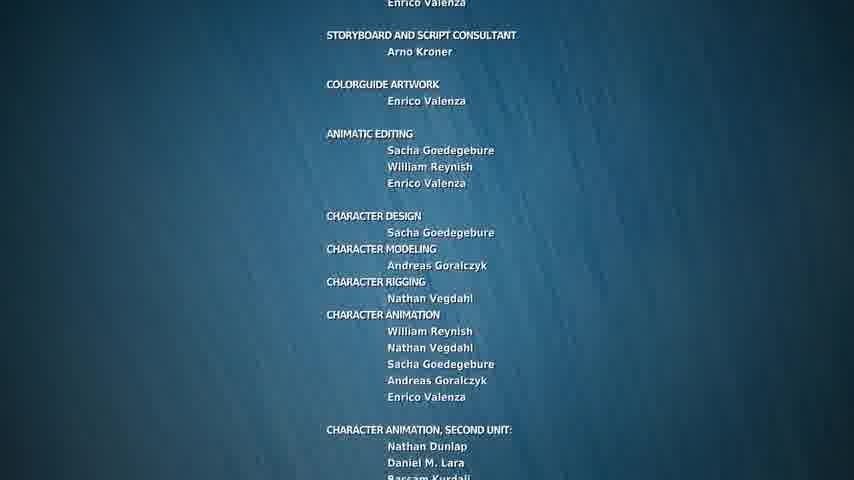 Enrico Valenza
STORYBOARD AND SCRIPT CONSULTANT
Arno Kroner
COLORGUIDE ARTWORK
Enrico Valenza
ANIMATIC EDITING
Sacha Goedegebure
William Reynish
Enrico Valenza
CHARACTER DESIGN
Sacha Goedegebure
CHARACTER MODELING
Andreas Goralczyk
CHARACTER RIGGING
Nathan Vegdahl
CHARACTER ANIMATION
William Reynish
Nathan Vegdahl
Sacha Goedegebure
Andreas Goralczyk
Enrico Valenza
CHARACTER ANIMATION, SECOND UNIT:
Nathan Dunlap
Daniel M. Lara
Bassam Kurdali